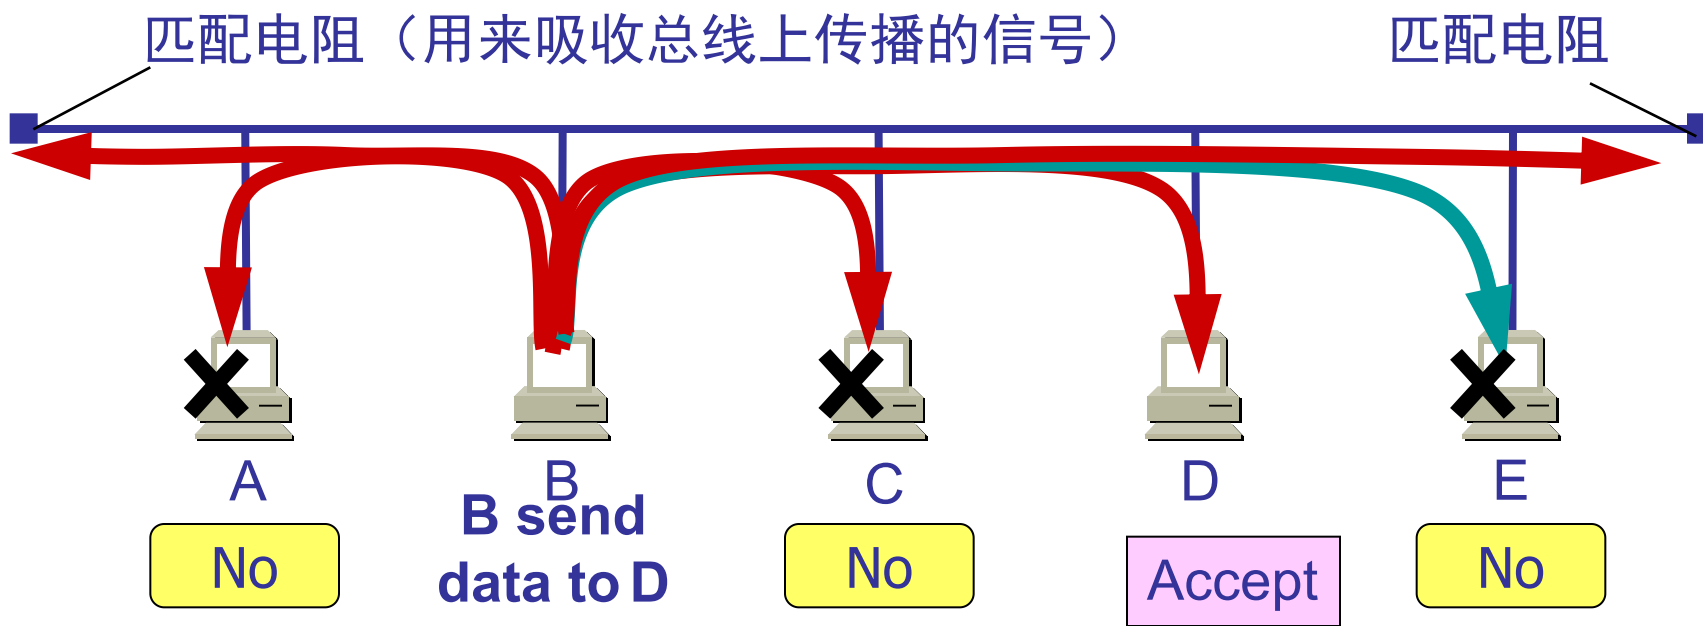 匹配电阻（用来吸收总线上传播的信号）
匹配电阻
A
B
C
D
E
B send
data to D
No
No
Accept
No